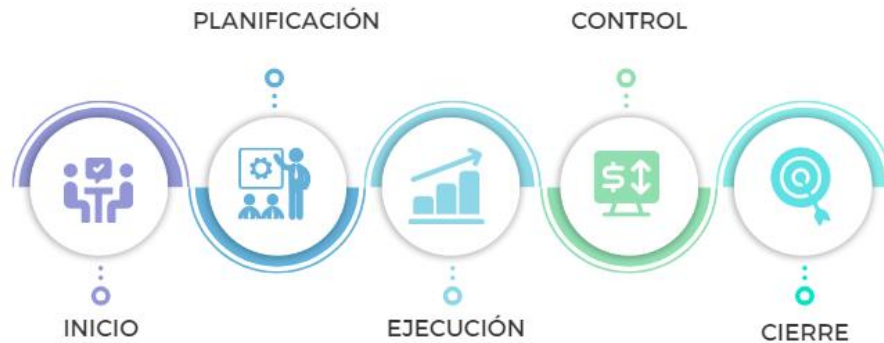 PLANIFICACIÓN
CONTROL
$
INICIO
EJECUCIÓN
CIERRE